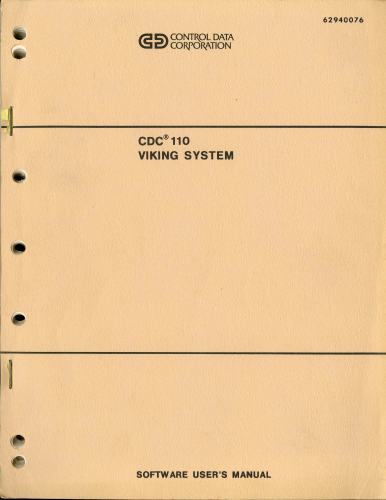 62940076
CONTROL DATA
CORPORATION
CDC® 110
VIKING SYSTEM
SOFTWARE USER'S MANUAL